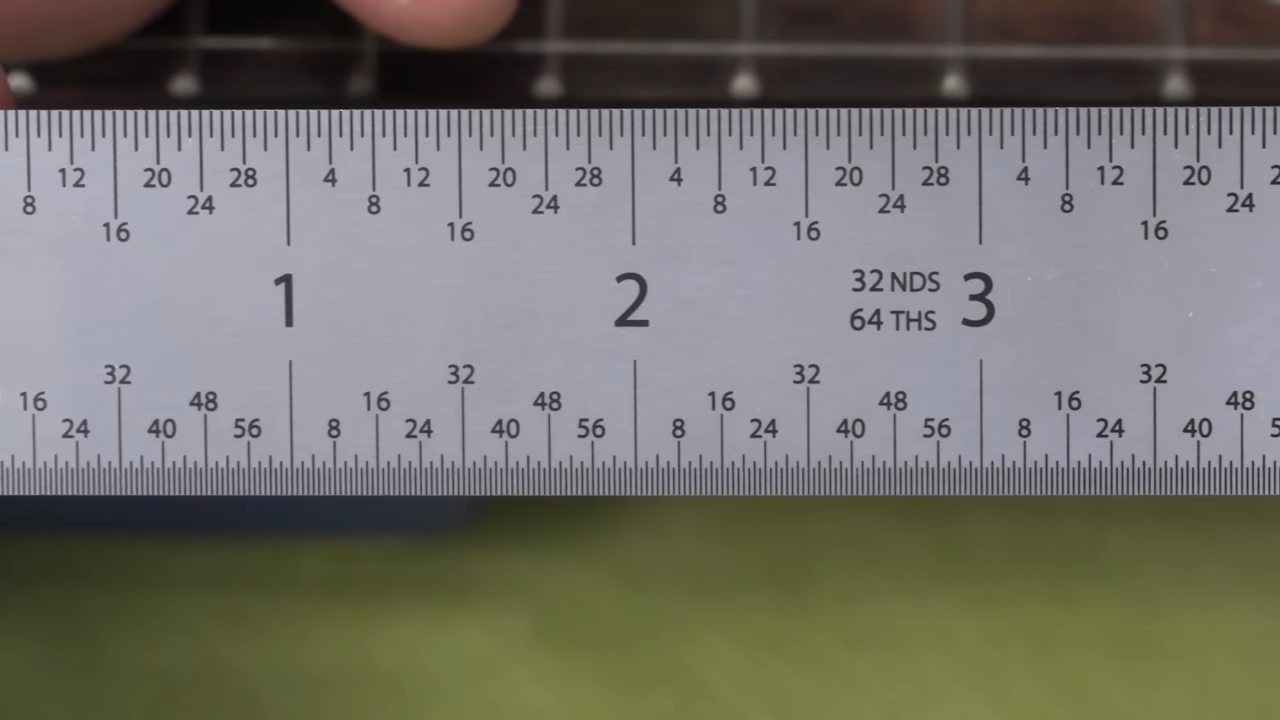 12 20 28 4 12 20 28 4 12 20 28 4 12 20 2
8 24 8 24 8 24 8 24
16 16 16 16
1 2 32 NDS 3
64 THS
32 32 32 32
16 48 16 48 16 48 16 48
24 40 56 8 24 40 56 8 24 40 56 8 24 40 5